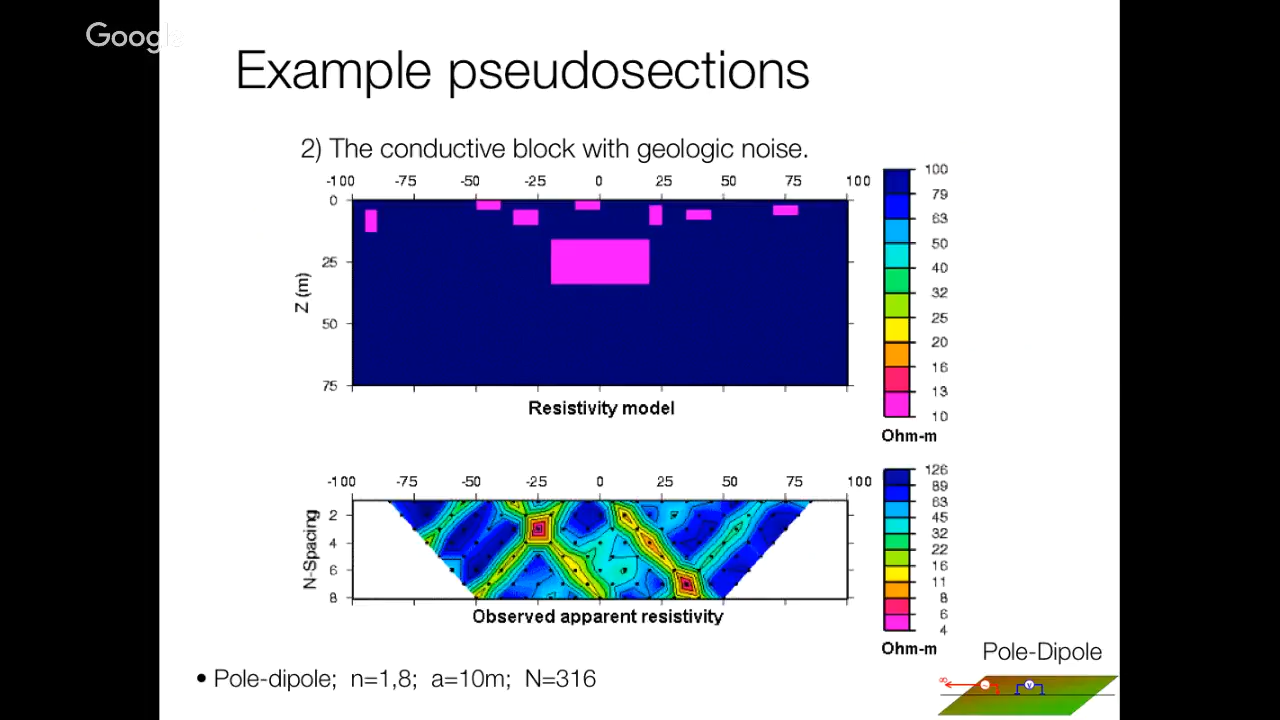 Google
Example pseudosections
2) The conductive block with geologic noise.
-100 -75 -50 -25 0 25 50 75 100
0
25
50
75
Z (m)
Resistivity model
100
79
63
50
40
32
25
20
16
13
10
Ohm-m
-100 -75 -50 -25 0 25 50 75 100
2
4
6
8
N-Spacing
Observed apparent resistivity
126
89
63
45
32
22
16
11
8
6
4
Ohm-m
Pole-Dipole
∞
V
• Pole-dipole; n=1,8; a=10m; N=316